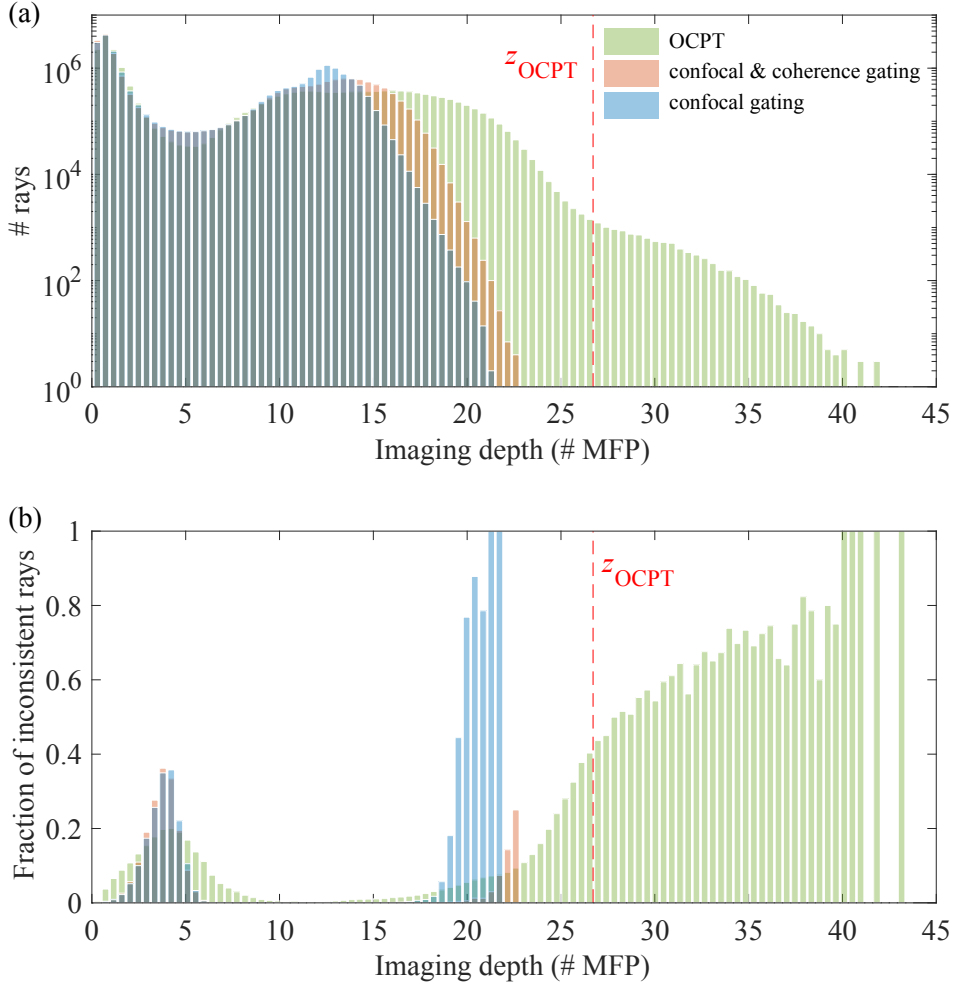 (a)
z_OCPT
OCPT
confocal & coherence gating
confocal gating
# rays
10^6
10^4
10^2
10^0
0 5 10 15 20 25 30 35 40 45
Imaging depth (# MFP)
(b)
z_OCPT
Fraction of inconsistent rays
1
0.8
0.6
0.4
0.2
0
0 5 10 15 20 25 30 35 40 45
Imaging depth (# MFP)